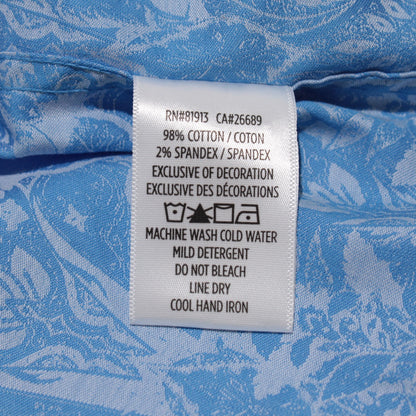 RN#81913 CA#26689
98% COTTON / COTON
2% SPANDEX / SPANDEX
EXCLUSIVE OF DECORATION
EXCLUSIVE DES DÉCORATIONS
MACHINE WASH COLD WATER
MILD DETERGENT
DO NOT BLEACH
LINE DRY
COOL HAND IRON